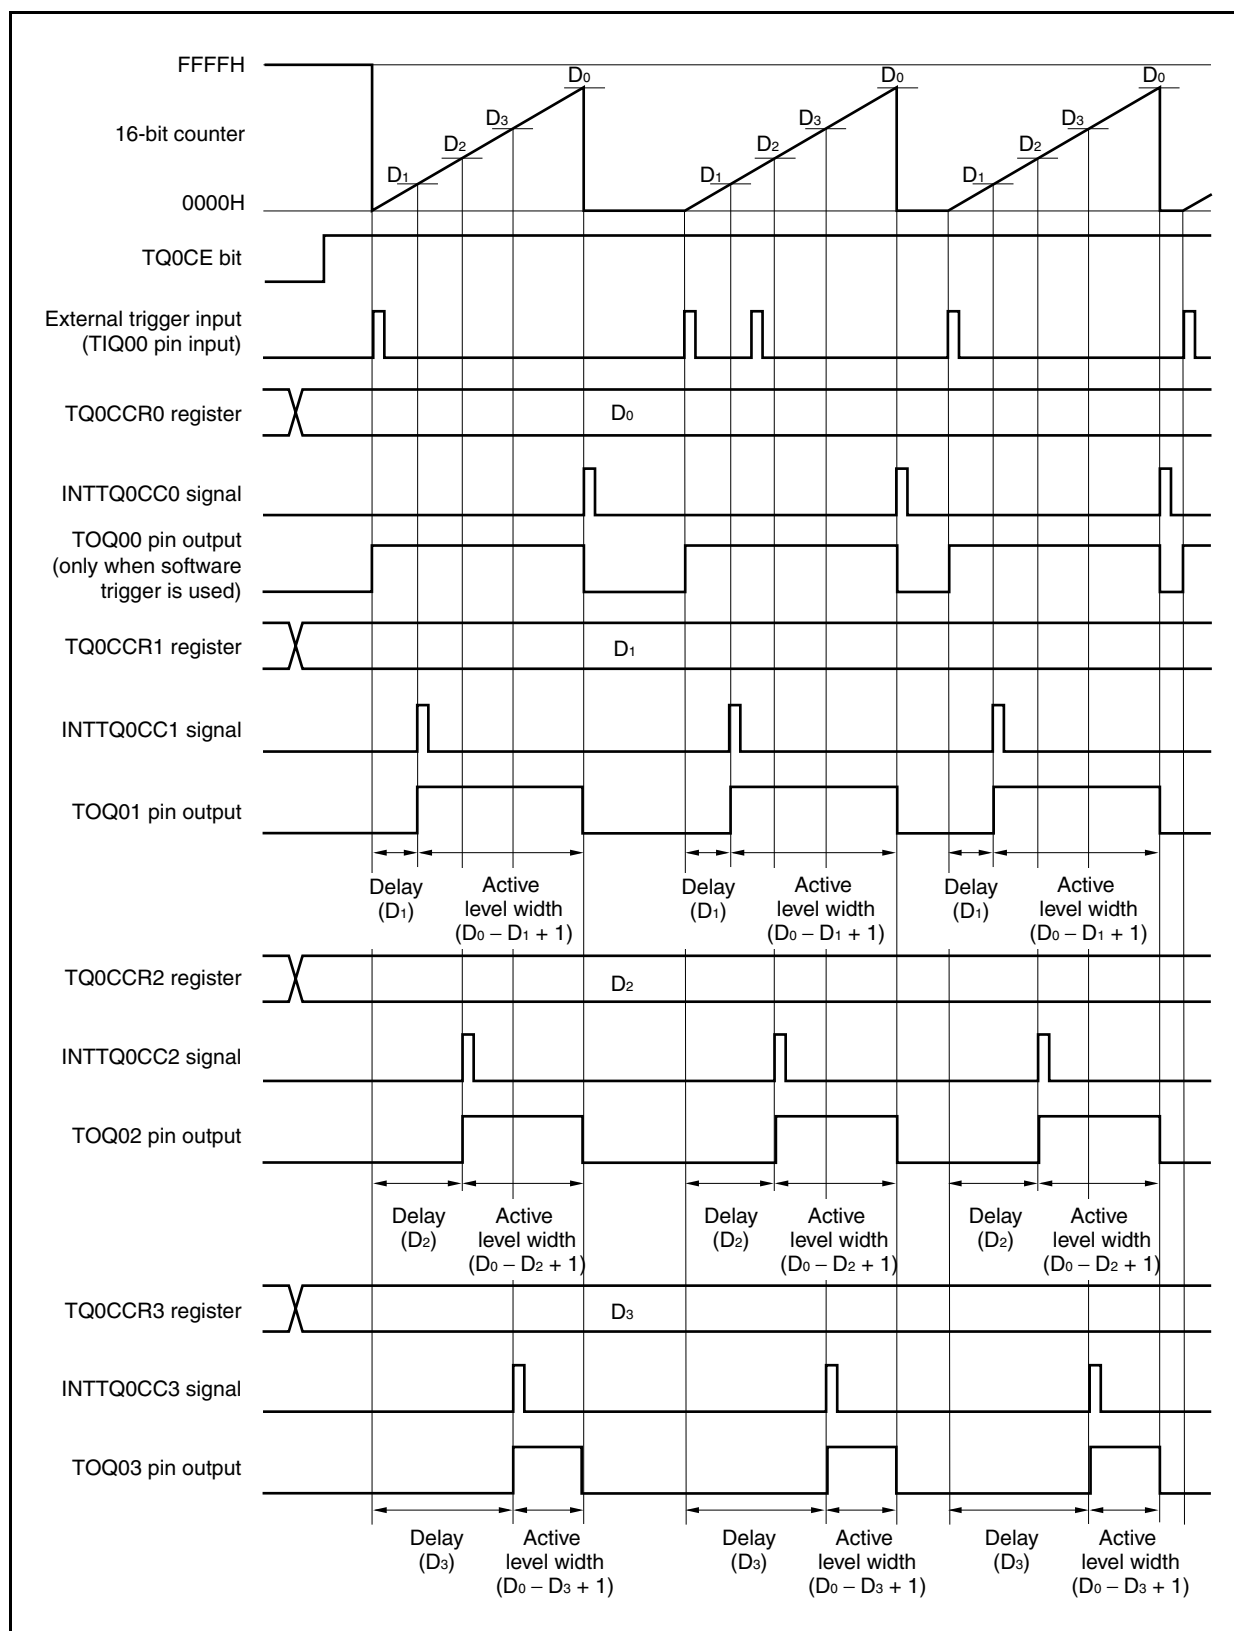 FFFFH
D0 D0 D0
16-bit counter
D3 D3 D3
D2 D2 D2
D1 D1 D1
0000H
TQ0CE bit
External trigger input
(TIQ00 pin input)
TQ0CCR0 register
D0
INTTQ0CC0 signal
TOQ00 pin output
(only when software
trigger is used)
TQ0CCR1 register
D1
INTTQ0CC1 signal
TOQ01 pin output
Delay Active Delay Active Delay Active
(D1) level width (D1) level width (D1) level width
(D0 – D1 + 1) (D0 – D1 + 1) (D0 – D1 + 1)
TQ0CCR2 register
D2
INTTQ0CC2 signal
TOQ02 pin output
Delay Active Delay Active Delay Active
(D2) level width (D2) level width (D2) level width
(D0 – D2 + 1) (D0 – D2 + 1) (D0 – D2 + 1)
TQ0CCR3 register
D3
INTTQ0CC3 signal
TOQ03 pin output
Delay Active Delay Active Delay Active
(D3) level width (D3) level width (D3) level width
(D0 – D3 + 1) (D0 – D3 + 1) (D0 – D3 + 1)